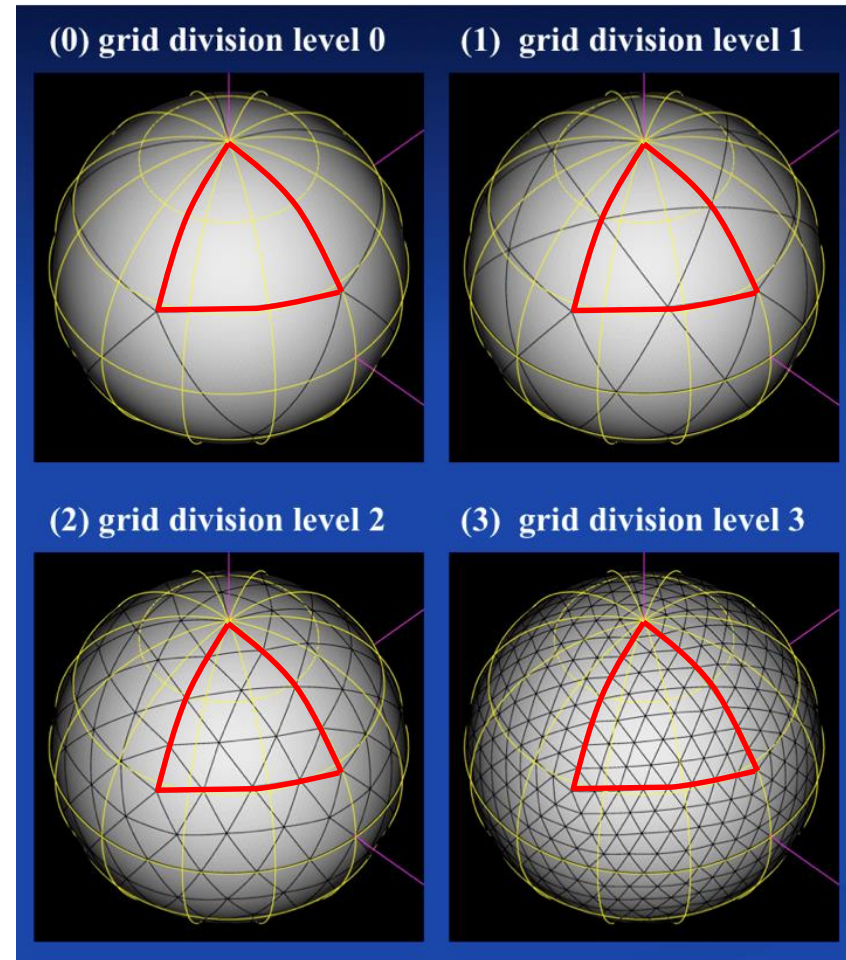 (0) grid division level 0
(1) grid division level 1
(2) grid division level 2
(3) grid division level 3